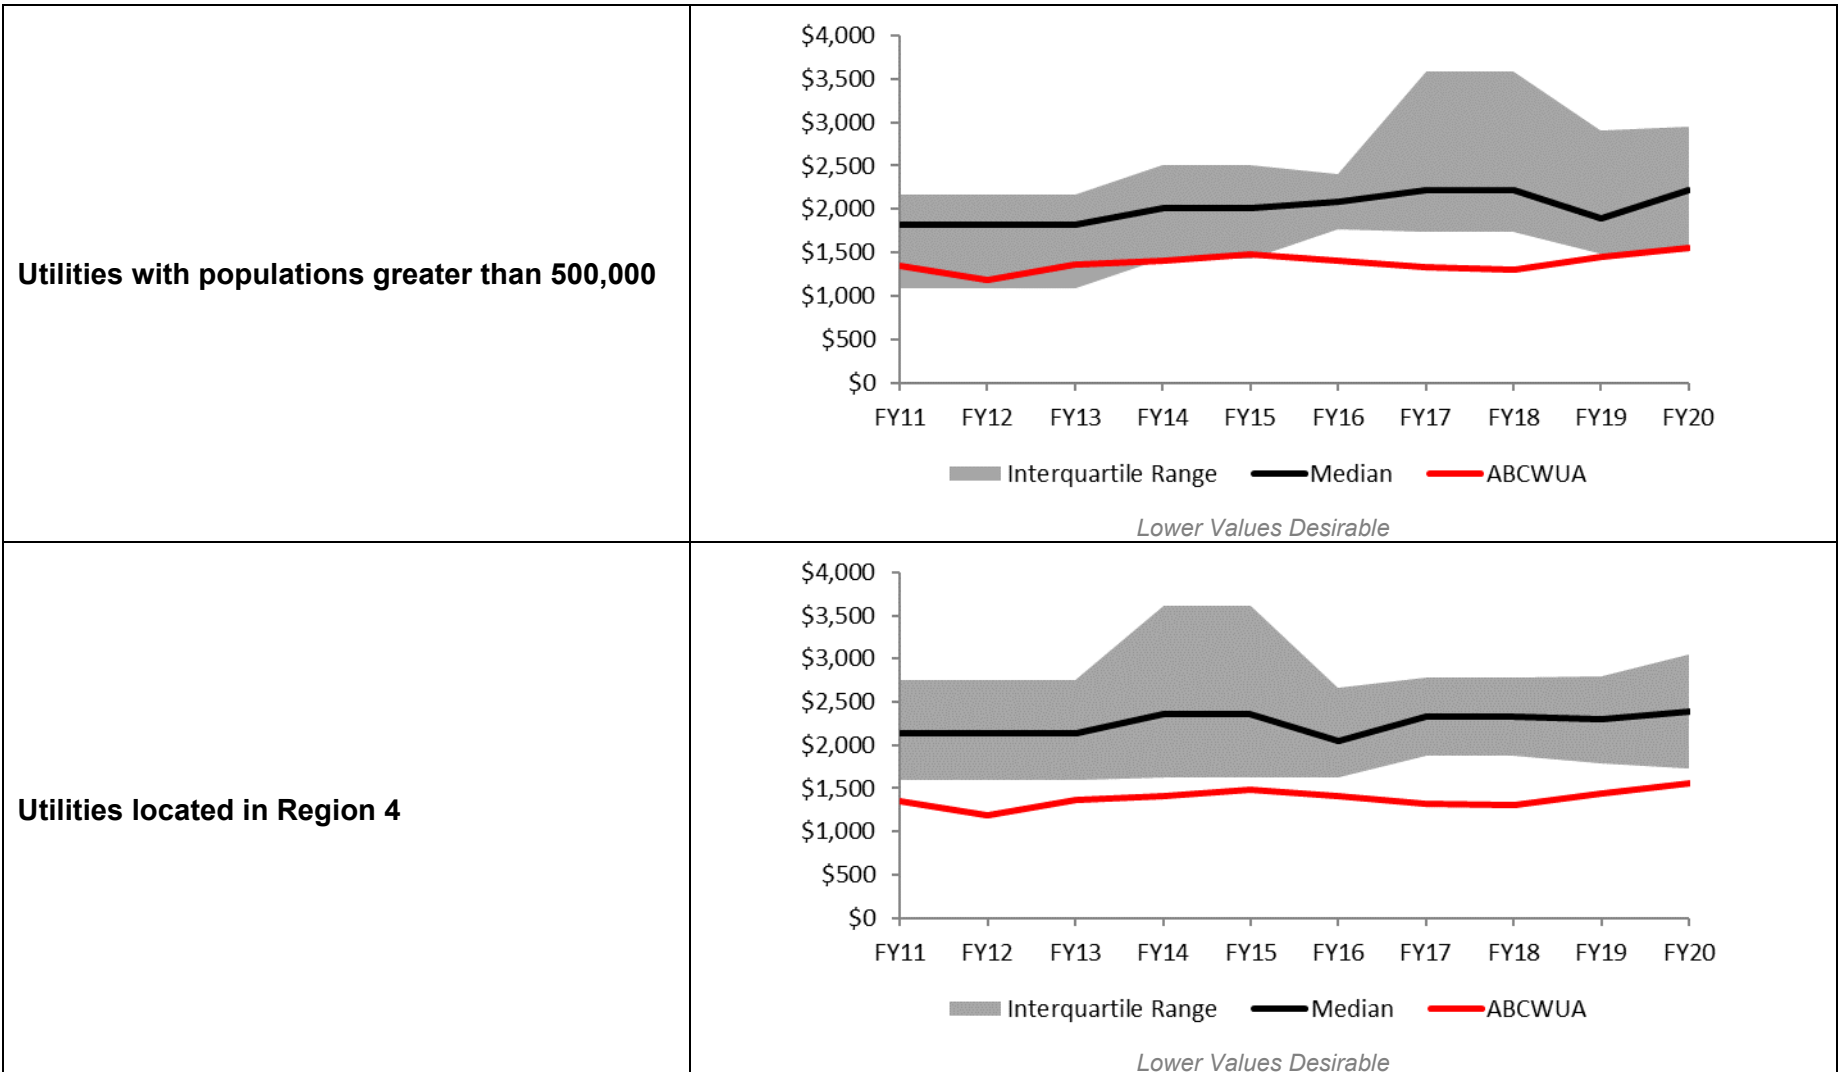 Utilities with populations greater than 500,000
$4,000
$3,500
$3,000
$2,500
$2,000
$1,500
$1,000
$500
$0
FY11 FY12 FY13 FY14 FY15 FY16 FY17 FY18 FY19 FY20
Interquartile Range Median ABCWUA
Lower Values Desirable
Utilities located in Region 4
$4,000
$3,500
$3,000
$2,500
$2,000
$1,500
$1,000
$500
$0
FY11 FY12 FY13 FY14 FY15 FY16 FY17 FY18 FY19 FY20
Interquartile Range Median ABCWUA
Lower Values Desirable